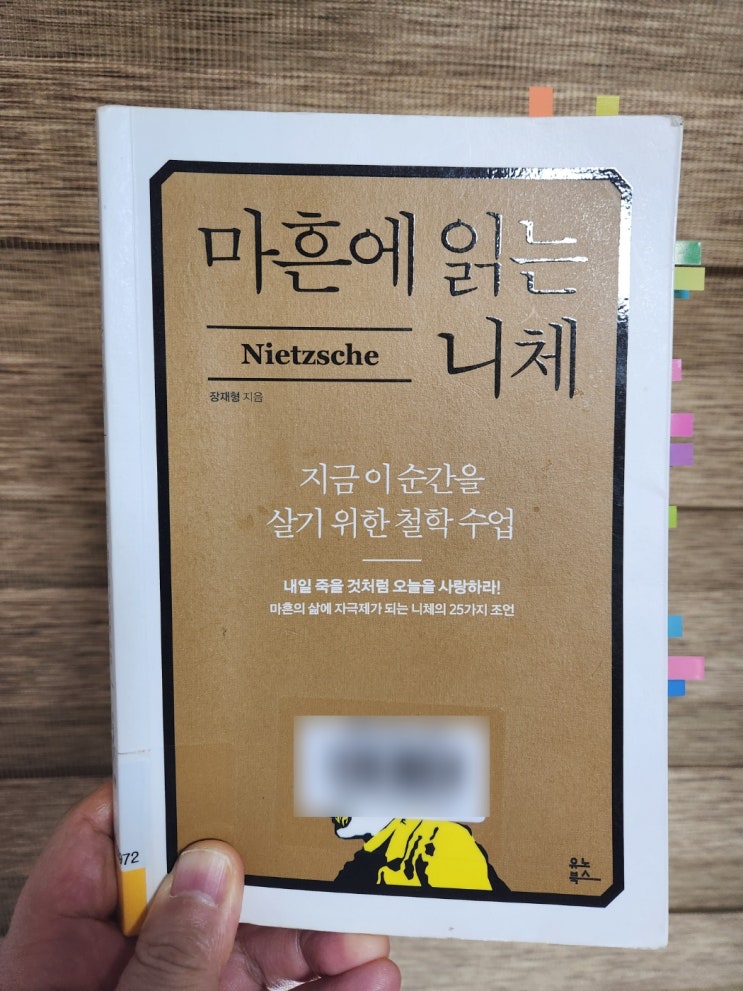 마흔에 읽는
니체
Nietzsche
장재형 지음
지금 이 순간을
살기 위한 철학 수업
내일 죽을 것처럼 오늘을 사랑하라!
마흔의 삶에 자극제가 되는 니체의 25가지 조언
유노
북스
972